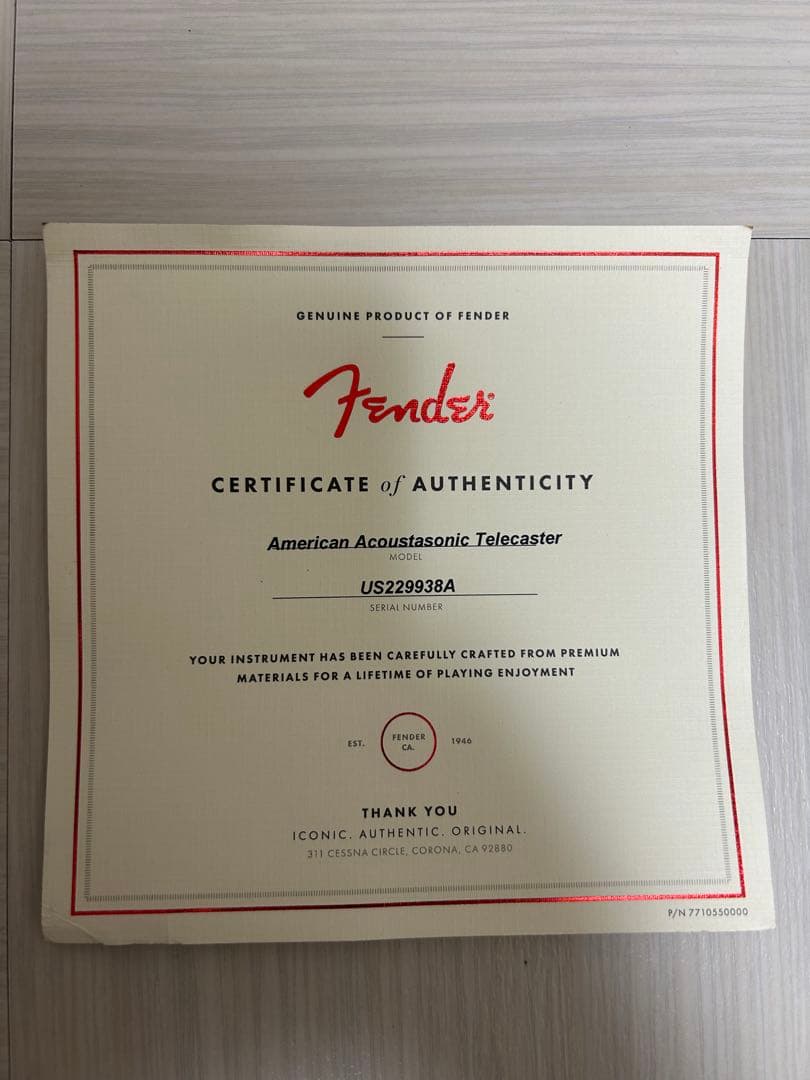 GENUINE PRODUCT OF FENDER
Fender
CERTIFICATE of AUTHENTICITY
American Acoustasonic Telecaster
MODEL
US229938A
SERIAL NUMBER
YOUR INSTRUMENT HAS BEEN CAREFULLY CRAFTED FROM PREMIUM
MATERIALS FOR A LIFETIME OF PLAYING ENJOYMENT
EST. FENDER CA. 1946
THANK YOU
ICONIC. AUTHENTIC. ORIGINAL.
311 CESSNA CIRCLE, CORONA, CA 92880
P/N 7710550000